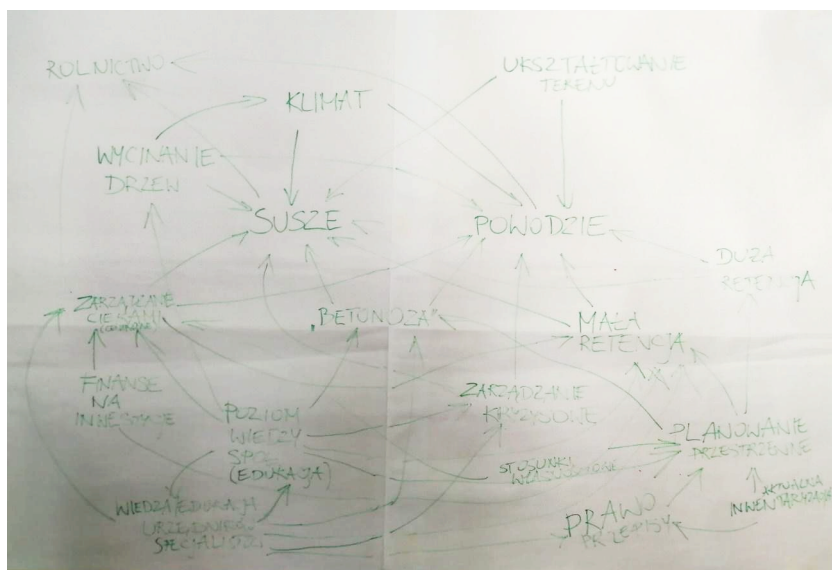 ROLNICTWO
UKSZTAŁTOWANIE
TERENU
KLIMAT
WYCINANIE
DRZEW
SUSZE
POWODZIE
DUŻA
RETENCJA
ZARZĄDZANIE
CIEKAMI
"BETONOZA"
MAŁA
RETENCJA
FINANSE
NA
INWESTYCJE
POZIOM
WIEDZY
SPOŁ.
(EDUKACJA)
ZARZĄDZANIE
KRYZYSOWE
STOSUNKI
WŁASNOŚCIOWE
PLANOWANIE
PRZESTRZENNE
AKTUALNA
INWENTARYZACJA
WIEDZA/EDUKACJA
URZĘDNIKÓW
SPECJALIŚCI
PRAWO
PRZEPISY